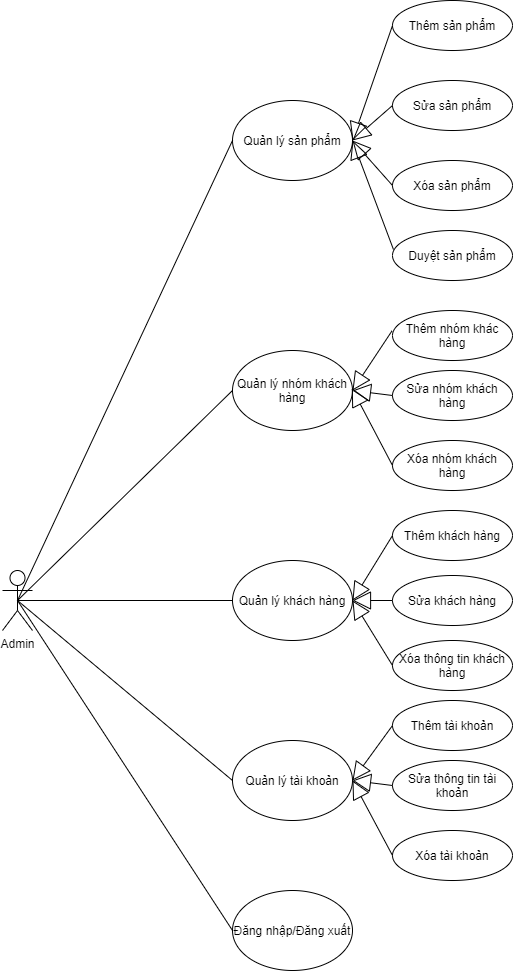 Thêm sản phẩm
Sửa sản phẩm
Quản lý sản phẩm
Xóa sản phẩm
Duyệt sản phẩm
Thêm nhóm khác
hàng
Quản lý nhóm khách
hàng
Sửa nhóm khách
hàng
Xóa nhóm khách
hàng
Thêm khách hàng
Quản lý khách hàng
Sửa khách hàng
Admin
Xóa thông tin khách
hàng
Thêm tài khoản
Quản lý tài khoản
Sửa thông tin tài
khoản
Xóa tài khoản
Đăng nhập/Đăng xuất